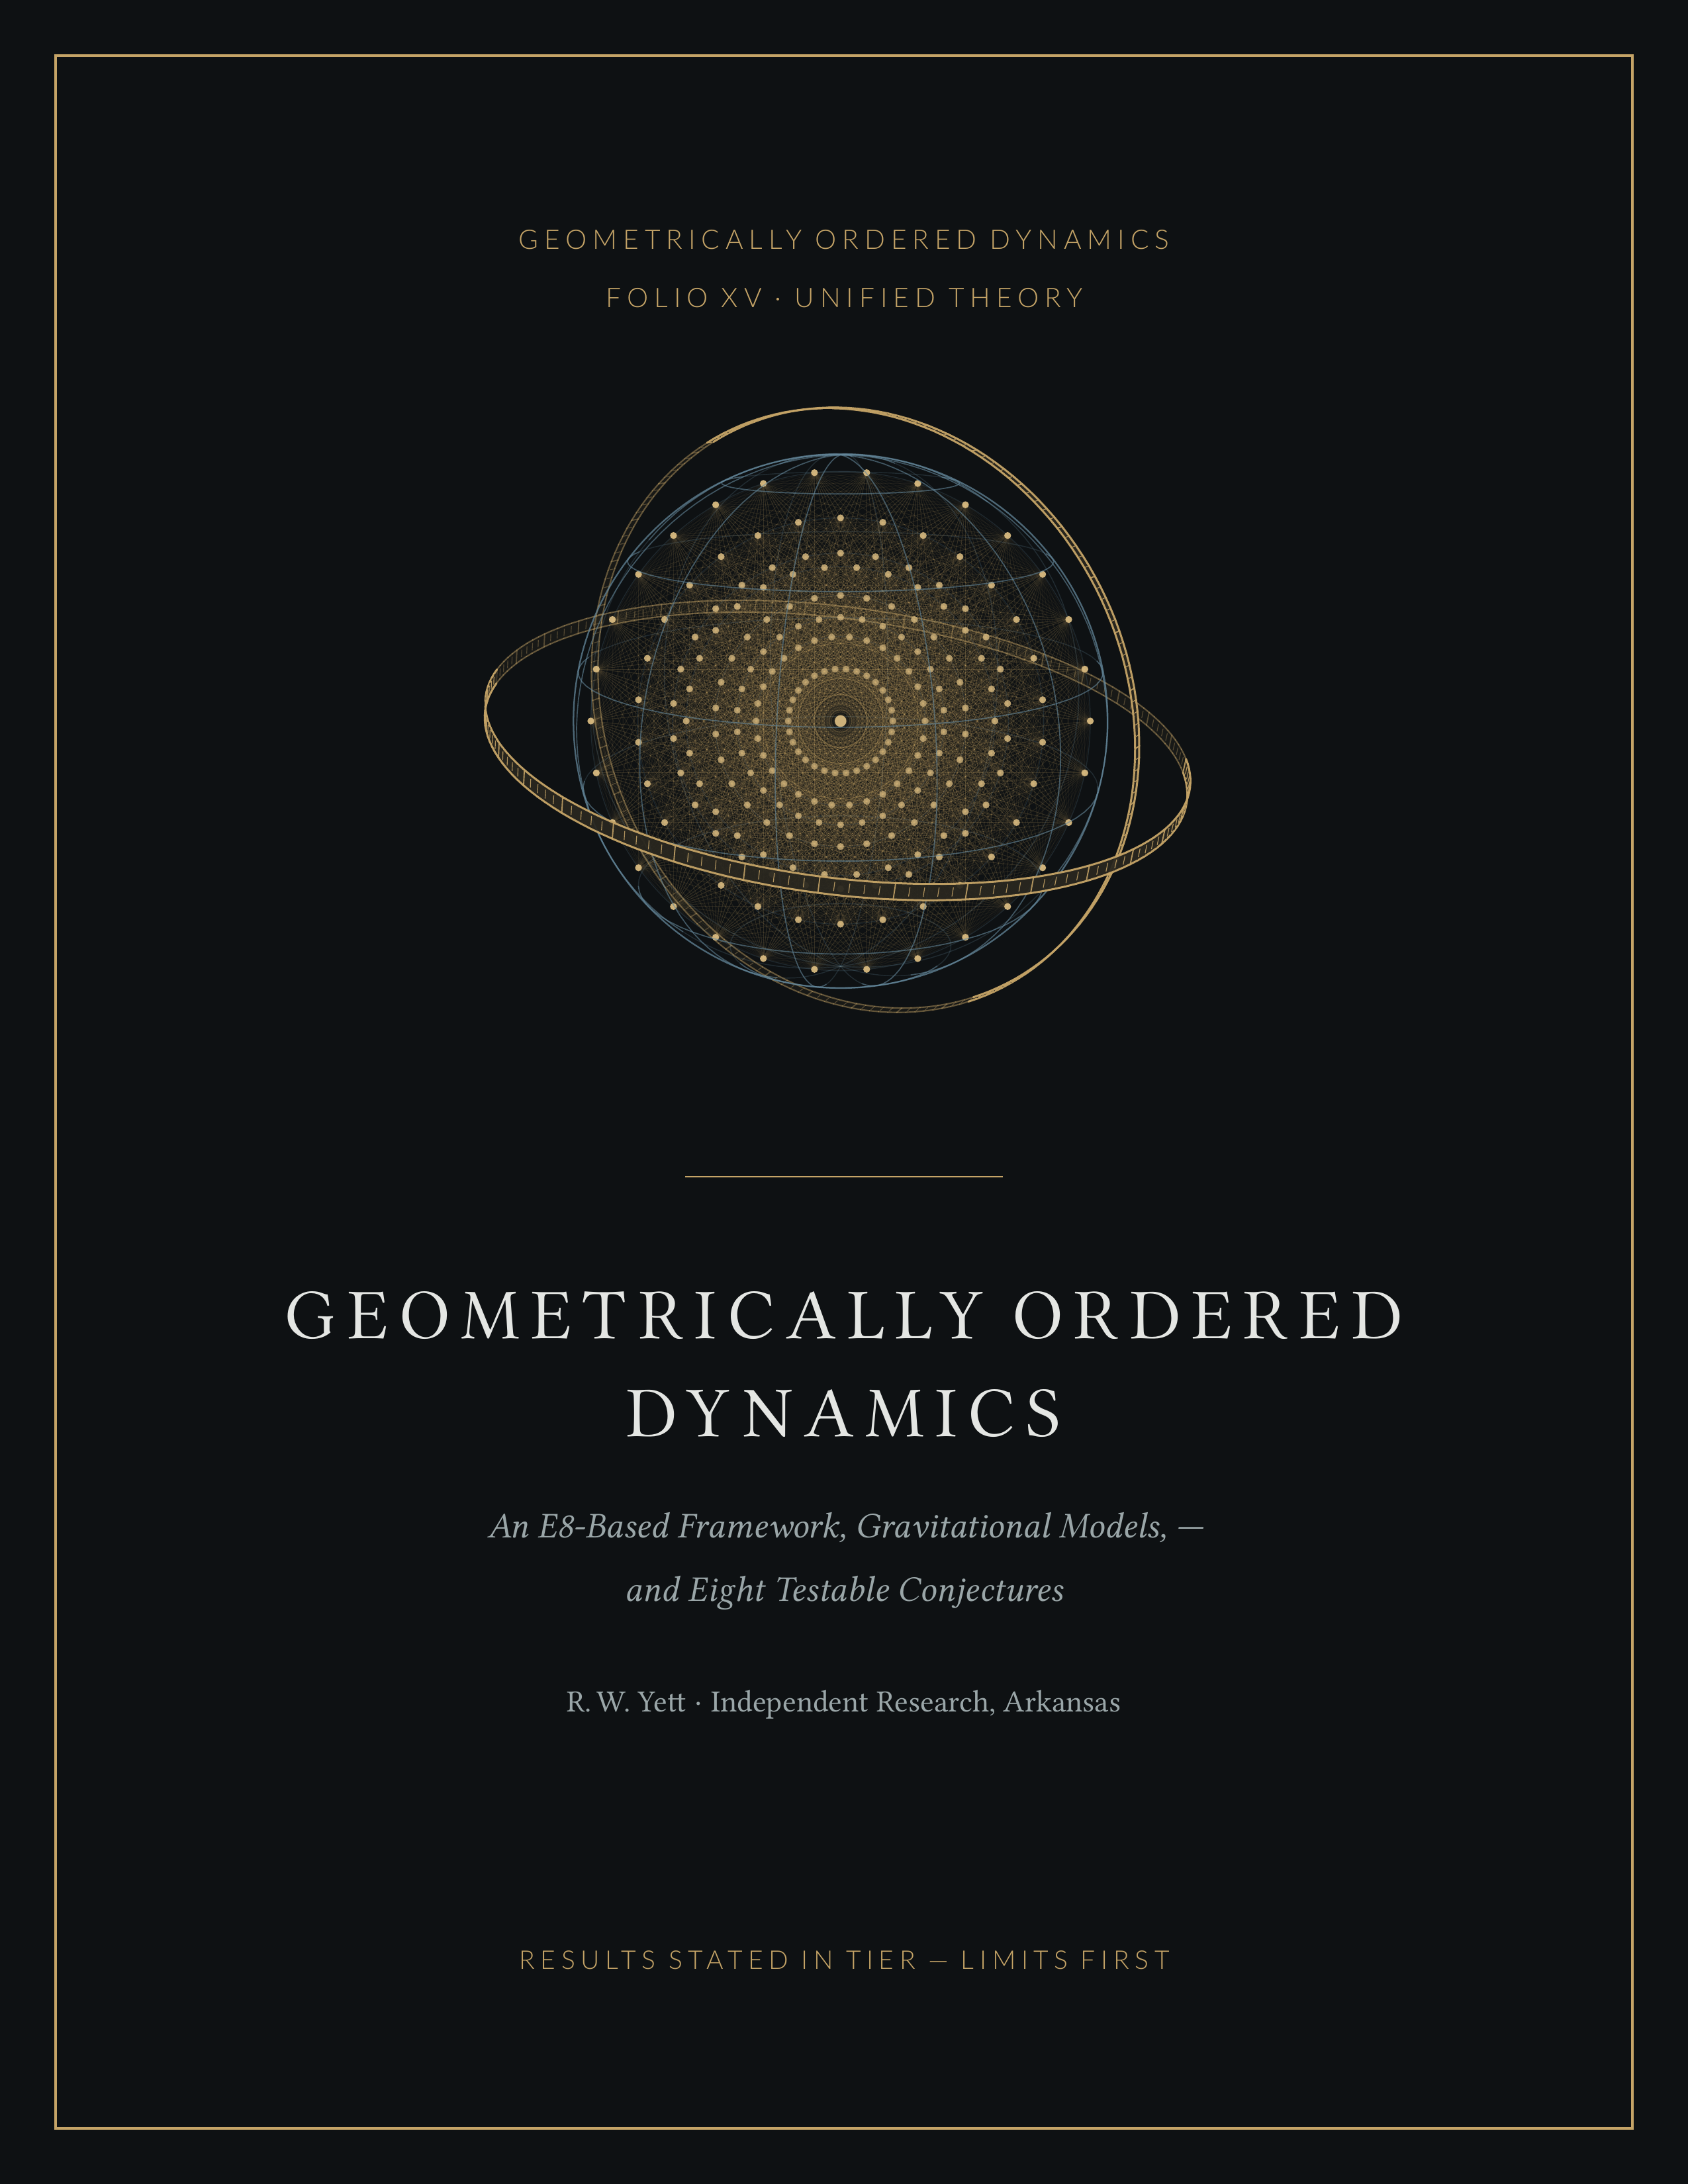 GEOMETRICALLY ORDERED DYNAMICS
FOLIO XV · UNIFIED THEORY
GEOMETRICALLY ORDERED
DYNAMICS
An E8-Based Framework, Gravitational Models, —
and Eight Testable Conjectures
R. W. Yett · Independent Research, Arkansas
RESULTS STATED IN TIER — LIMITS FIRST